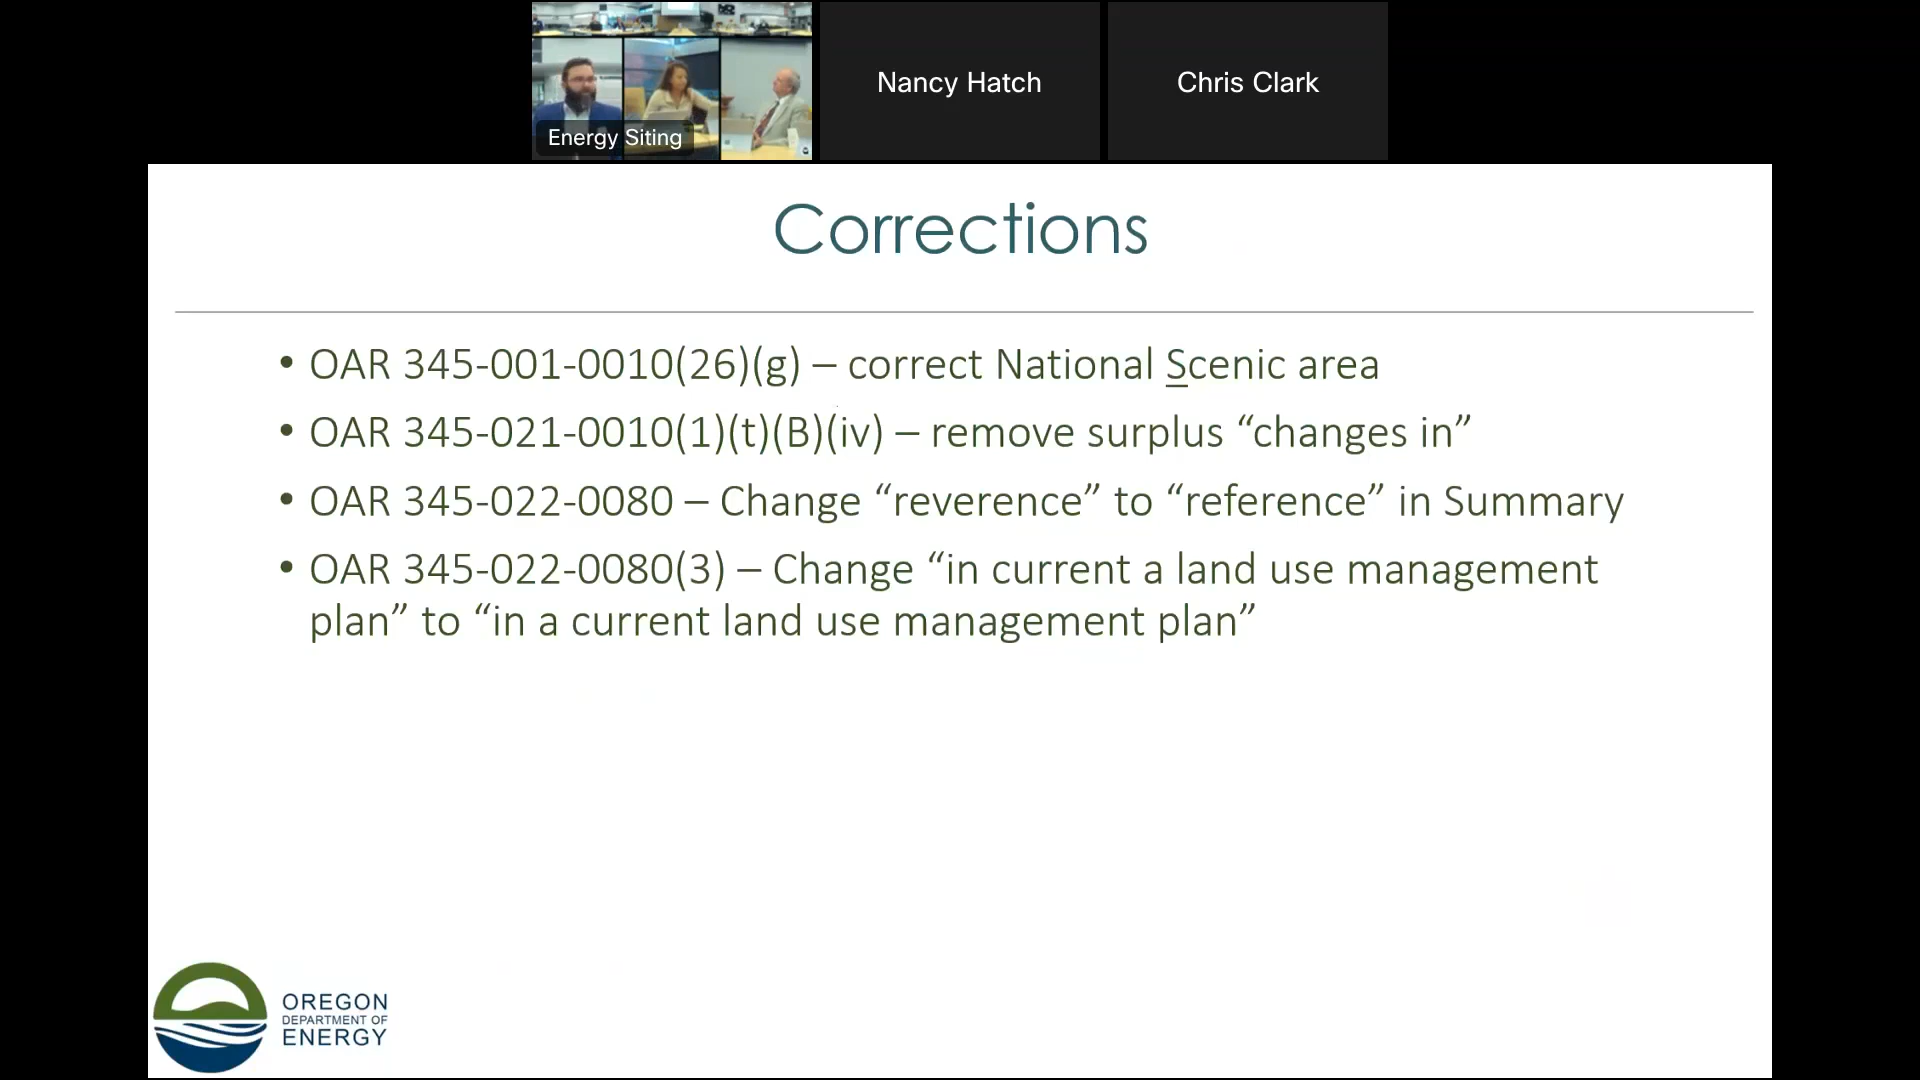 Energy Siting
Nancy Hatch
Chris Clark
Corrections
• OAR 345-001-0010(26)(g) – correct National Scenic area
• OAR 345-021-0010(1)(t)(B)(iv) – remove surplus “changes in”
• OAR 345-022-0080 – Change “reverence” to “reference” in Summary
• OAR 345-022-0080(3) – Change “in current a land use management
plan” to “in a current land use management plan”
OREGON
DEPARTMENT OF
ENERGY